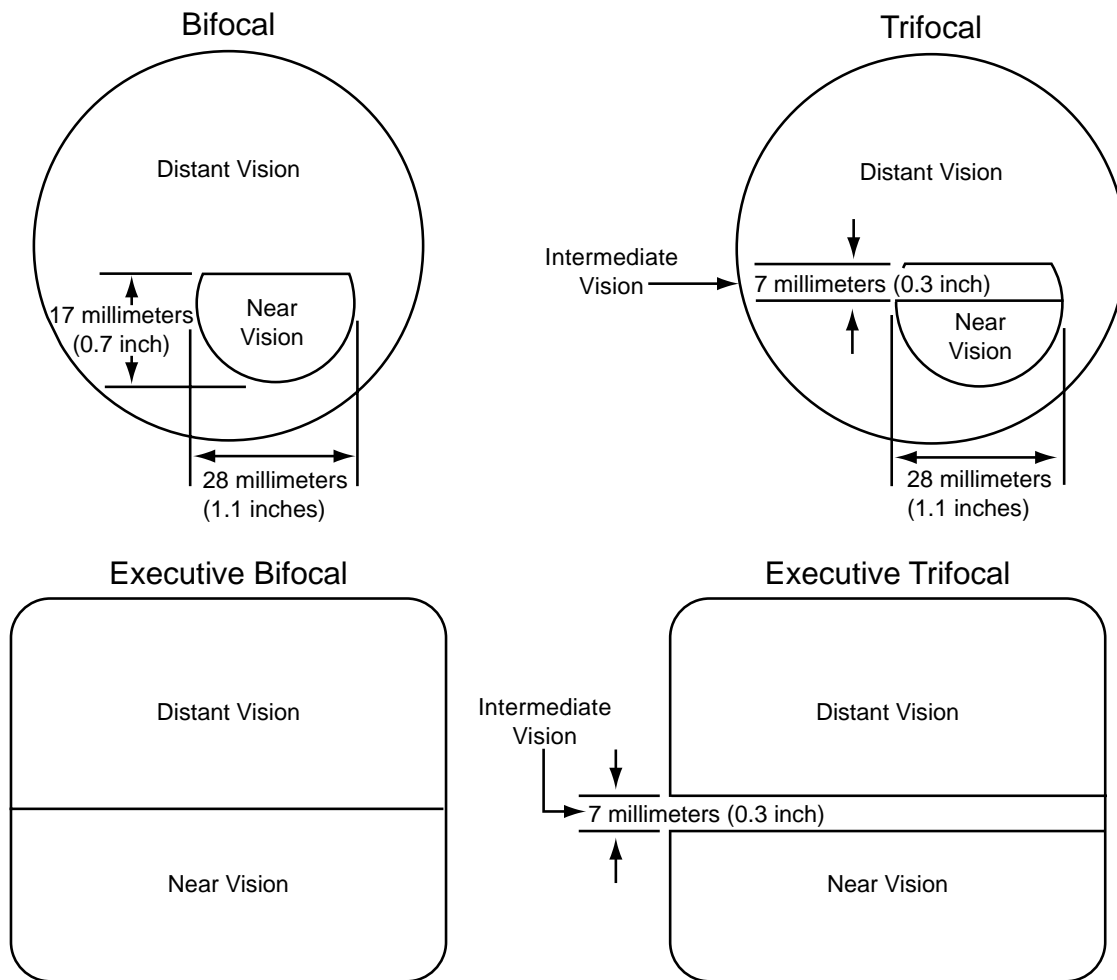 Bifocal
Distant Vision
17 millimeters
(0.7 inch)
Near
Vision
28 millimeters
(1.1 inches)
Trifocal
Distant Vision
Intermediate
Vision
7 millimeters (0.3 inch)
Near
Vision
28 millimeters
(1.1 inches)
Executive Bifocal
Distant Vision
Near Vision
Executive Trifocal
Distant Vision
Intermediate
Vision
7 millimeters (0.3 inch)
Near Vision